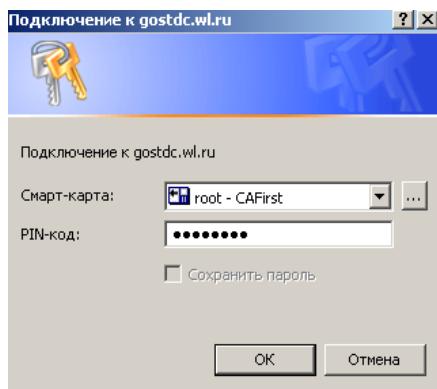 Подключение к gostdc.wl.ru
Подключение к gostdc.wl.ru
Смарт-карта: root - CAFirst ...
PIN-код: ●●●●●●●●
Сохранить пароль
OK Отмена